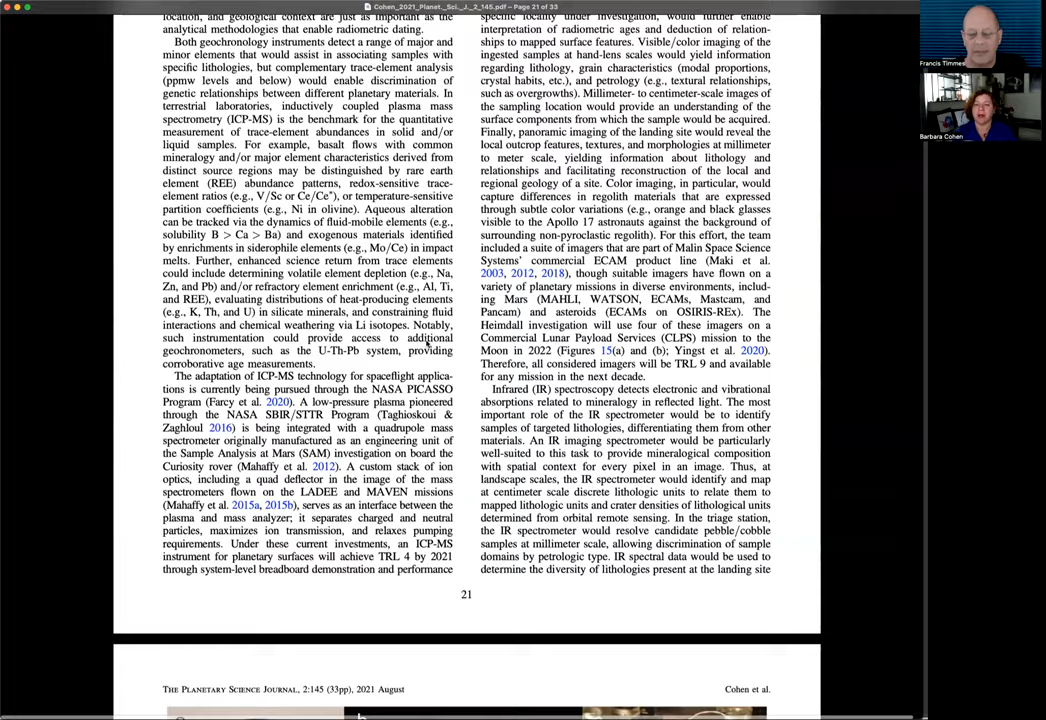 Cohen_2021_Planet._Sci._J._2_145.pdf – Page 21 of 33
location, and geological context are just as important as the
analytical methodologies that enable radiometric dating.
Both geochronology instruments detect a range of major and
minor elements that would assist in associating samples with
specific lithologies, but complementary trace-element analysis
(ppmw levels and below) would enable discrimination of
genetic relationships between different planetary materials. In
terrestrial laboratories, inductively coupled plasma mass
spectrometry (ICP-MS) is the benchmark for the quantitative
measurement of trace-element abundances in solid and/or
liquid samples. For example, basalt flows with common
mineralogy and/or major element characteristics derived from
distinct source regions may be distinguished by rare earth
element (REE) abundance patterns, redox-sensitive trace-
element ratios (e.g., V/Sc or Ce/Ce*), or temperature-sensitive
partition coefficients (e.g., Ni in olivine). Aqueous alteration
can be tracked via the dynamics of fluid-mobile elements (e.g.,
solubility B > Ca > Ba) and exogenous materials identified
by enrichments in siderophile elements (e.g., Mo/Ce) in impact
melts. Further, enhanced science return from trace elements
could include determining volatile element depletion (e.g., Na,
Zn, and Pb) and/or refractory element enrichment (e.g., Al, Ti,
and REE), evaluating distributions of heat-producing elements
(e.g., K, Th, and U) in silicate minerals, and constraining fluid
interactions and chemical weathering via Li isotopes. Notably,
such instrumentation could provide access to additional
geochronometers, such as the U-Th-Pb system, providing
corroborative age measurements.
The adaptation of ICP-MS technology for spaceflight applica-
tions is currently being pursued through the NASA PICASSO
Program (Farcy et al. 2020). A low-pressure plasma pioneered
through the NASA SBIR/STTR Program (Taghioskoui &
Zaghloul 2016) is being integrated with a quadrupole mass
spectrometer originally manufactured as an engineering unit of
the Sample Analysis at Mars (SAM) investigation on board the
Curiosity rover (Mahaffy et al. 2012). A custom stack of ion
optics, including a quad deflector in the image of the mass
spectrometers flown on the LADEE and MAVEN missions
(Mahaffy et al. 2015a, 2015b), serves as an interface between the
plasma and mass analyzer; it separates charged and neutral
particles, maximizes ion transmission, and relaxes pumping
requirements. Under these current investments, an ICP-MS
instrument for planetary surfaces will achieve TRL 4 by 2021
through system-level breadboard demonstration and performance
specific locality under investigation, would further enable
interpretation of radiometric ages and deduction of relation-
ships to mapped surface features. Visible/color imaging of the
ingested samples at hand-lens scales would yield information
regarding lithology, grain characteristics (modal proportions,
crystal habits, etc.), and petrology (e.g., textural relationships,
such as overgrowths). Millimeter- to centimeter-scale images of
the sampling location would provide an understanding of the
surface components from which the sample would be acquired.
Finally, panoramic imaging of the landing site would reveal the
local outcrop features, textures, and morphologies at millimeter
to meter scale, yielding information about lithology and
relationships and facilitating reconstruction of the local and
regional geology of a site. Color imaging, in particular, would
capture differences in regolith materials that are expressed
through subtle color variations (e.g., orange and black glasses
visible to the Apollo 17 astronauts against the background of
surrounding non-pyroclastic regolith). For this effort, the team
included a suite of imagers that are part of Malin Space Science
Systems’ commercial ECAM product line (Maki et al.
2003, 2012, 2018), though suitable imagers have flown on a
variety of planetary missions in diverse environments, includ-
ing Mars (MAHLI, WATSON, ECAMs, Mastcam, and
Pancam) and asteroids (ECAMs on OSIRIS-REx). The
Heimdall investigation will use four of these imagers on a
Commercial Lunar Payload Services (CLPS) mission to the
Moon in 2022 (Figures 15(a) and (b); Yingst et al. 2020).
Therefore, all considered imagers will be TRL 9 and available
for any mission in the next decade.
Infrared (IR) spectroscopy detects electronic and vibrational
absorptions related to mineralogy in reflected light. The most
important role of the IR spectrometer would be to identify
samples of targeted lithologies, differentiating them from other
materials. An IR imaging spectrometer would be particularly
well-suited to this task to provide mineralogical composition
with spatial context for every pixel in an image. Thus, at
landscape scales, the IR spectrometer would identify and map
at centimeter scale discrete lithologic units to relate them to
mapped lithologic units and crater densities of lithological units
determined from orbital remote sensing. In the triage station,
the IR spectrometer would resolve candidate pebble/cobble
samples at millimeter scale, allowing discrimination of sample
domains by petrologic type. IR spectral data would be used to
determine the diversity of lithologies present at the landing site
21
THE PLANETARY SCIENCE JOURNAL, 2:145 (33pp), 2021 August
Cohen et al.
Francis Timmes
Barbara Cohen